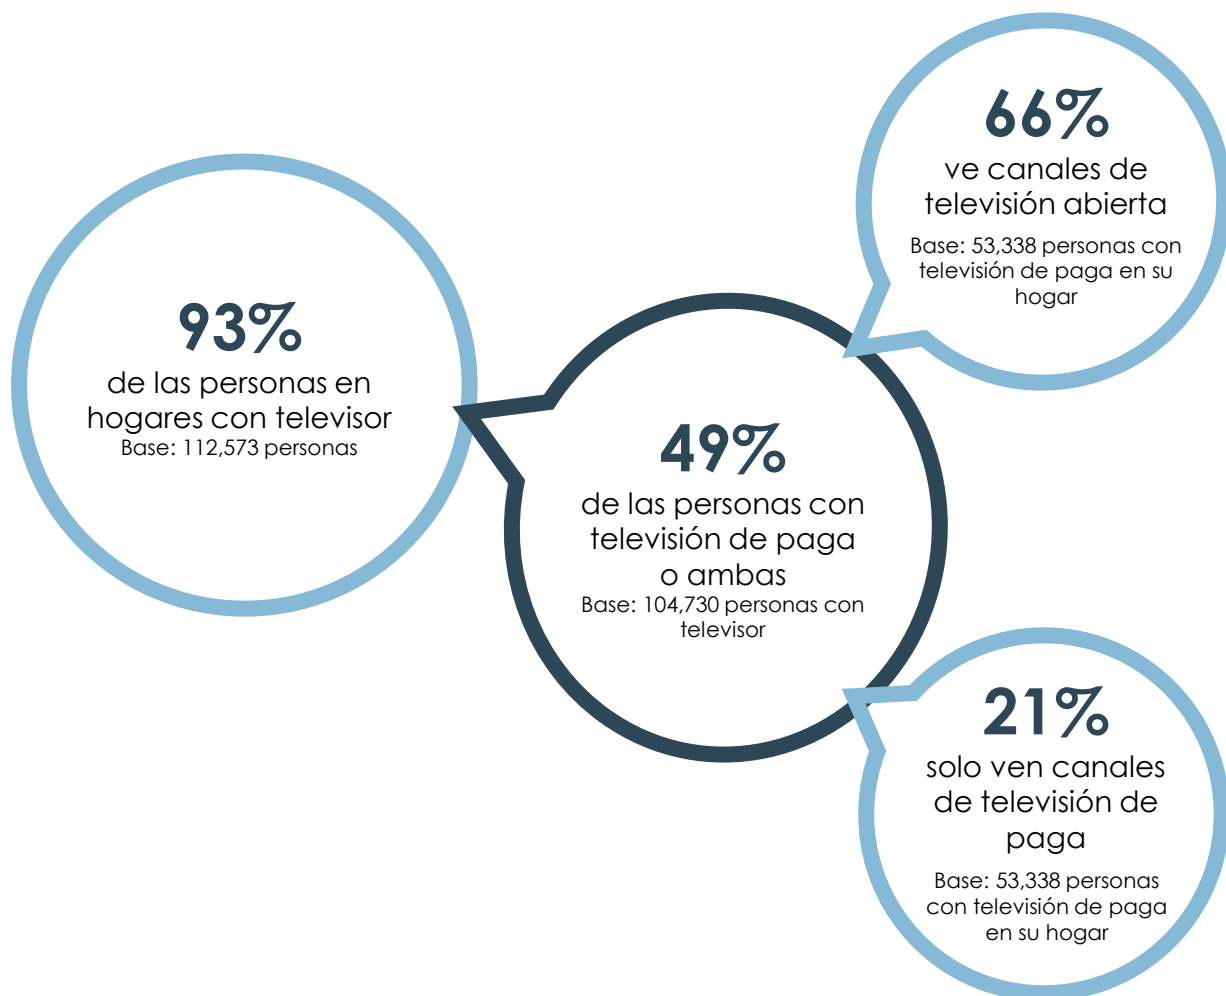 93%
de las personas en
hogares con televisor
Base: 112,573 personas
49%
de las personas con
televisión de paga
o ambas
Base: 104,730 personas con
televisor
66%
ve canales de
televisión abierta
Base: 53,338 personas con
televisión de paga en su
hogar
21%
solo ven canales
de televisión de
paga
Base: 53,338 personas
con televisión de paga
en su hogar